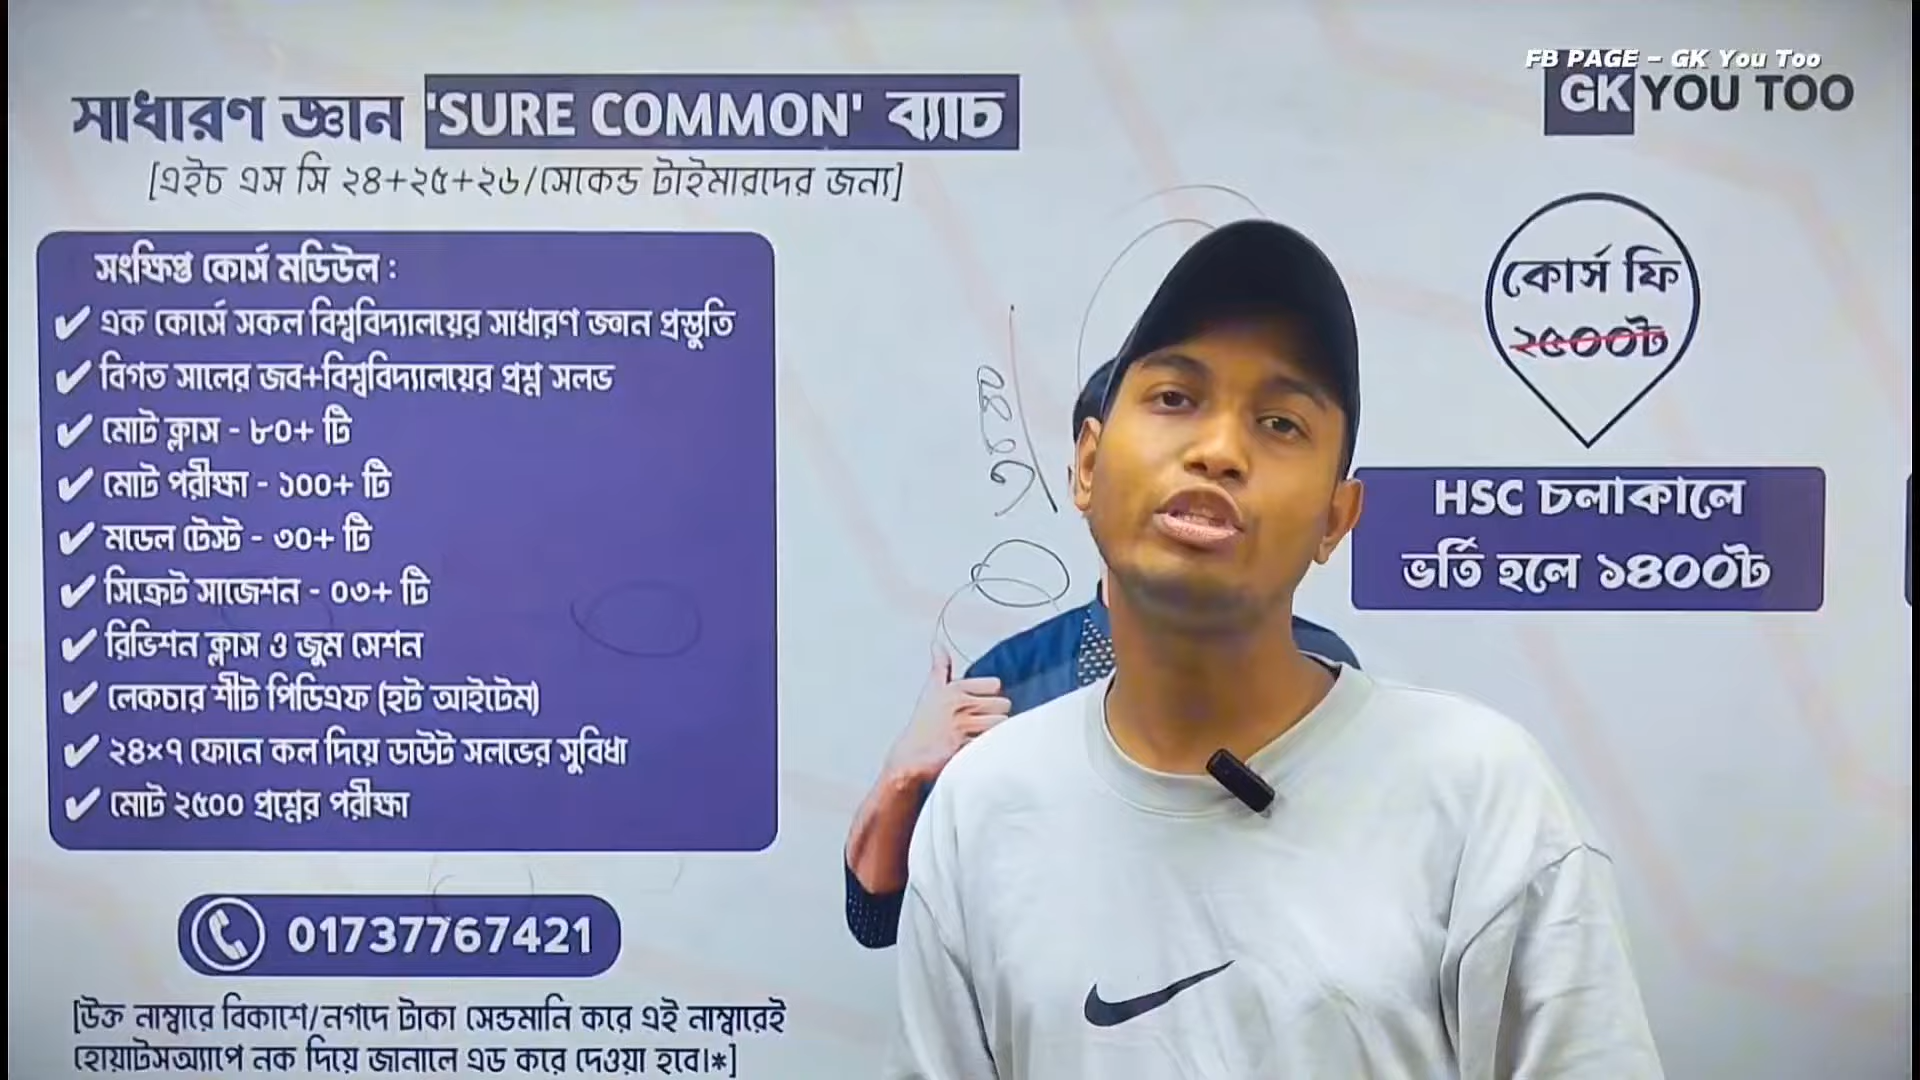 FB PAGE - GK You Too
GK YOU TOO
সাধারণ জ্ঞান 'SURE COMMON' ব্যাচ
[এইচ এস সি ২৪+২৫+২৬/সেকেন্ড টাইমারদের জন্য]
সংক্ষিপ্ত কোর্স মডিউল :
✔ এক কোর্সে সকল বিশ্ববিদ্যালয়ের সাধারণ জ্ঞান প্রস্তুতি
✔ বিগত সালের জব+বিশ্ববিদ্যালয়ের প্রশ্ন সলভ
✔ মোট ক্লাস - ৮০+ টি
✔ মোট পরীক্ষা - ১০০+ টি
✔ মডেল টেস্ট - ৩০+ টি
✔ সিক্রেট সাজেশন - ০৩+ টি
✔ রিভিশন ক্লাস ও জুম সেশন
✔ লেকচার শীট পিডিএফ (হট আইটেম)
✔ ২৪×৭ ফোনে কল দিয়ে ডাউট সলভের সুবিধা
✔ মোট ২৫০০ প্রশ্নের পরীক্ষা
01737767421
[উক্ত নাম্বারে বিকাশে/নগদে টাকা সেন্ডমানি করে এই নাম্বারেই
হোয়াটসঅ্যাপে নক দিয়ে জানালে এড করে দেওয়া হবে।*]
কোর্স ফি
২৫০০ট
HSC চলাকালে
ভর্তি হলে ১৪০০ট